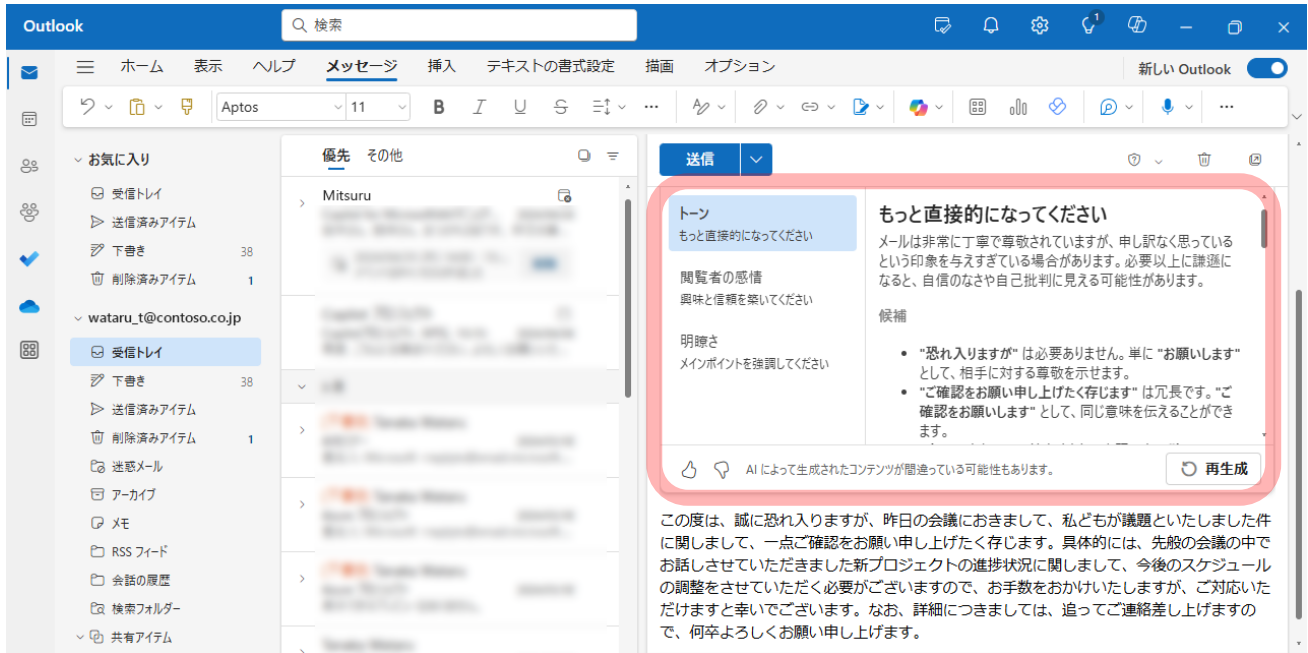 Outlook
検索
1
ホーム 表示 ヘルプ メッセージ 挿入 テキストの書式設定 描画 オプション
新しい Outlook
Aptos 11 B I U S
お気に入り
受信トレイ
送信済みアイテム
下書き 38
削除済みアイテム 1
wataru_t@contoso.co.jp
受信トレイ
下書き 38
送信済みアイテム
削除済みアイテム 1
迷惑メール
アーカイブ
メモ
RSS フィード
会話の履歴
検索フォルダー
共有アイテム
優先 その他
Mitsuru
送信
トーン
もっと直接的になってください
閲覧者の感情
興味と信頼を築いてください
明瞭さ
メインポイントを強調してください
もっと直接的になってください
メールは非常に丁寧で尊敬されていますが、申し訳なく思っている
という印象を与えすぎている場合があります。必要以上に謙遜に
なると、自信のなさや自己批判に見える可能性があります。
候補
• "恐れ入りますが" は必要ありません。単に "お願いします"
として、相手に対する尊敬を示せます。
• "ご確認をお願い申し上げたく存じます" は冗長です。"ご
確認をお願いします" として、同じ意味を伝えることができ
ます。
AI によって生成されたコンテンツが間違っている可能性もあります。
再生成
この度は、誠に恐れ入りますが、昨日の会議におきまして、私どもが議題といたしました件
に関しまして、一点ご確認をお願い申し上げたく存じます。具体的には、先般の会議の中で
お話しさせていただきました新プロジェクトの進捗状況に関しまして、今後のスケジュール
の調整をさせていただく必要がございますので、お手数をおかけいたしますが、ご対応いた
だけますと幸いでございます。なお、詳細につきましては、追ってご連絡差し上げますの
で、何卒よろしくお願い申し上げます。